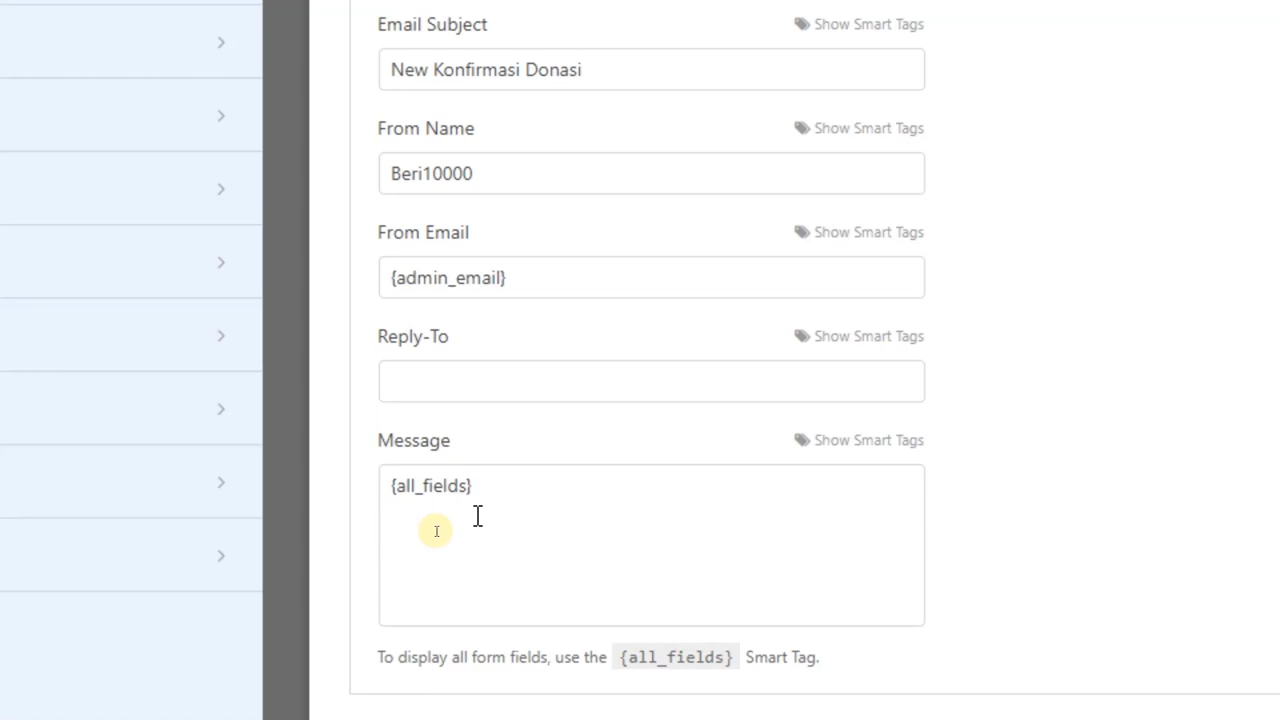 Email Subject
Show Smart Tags
New Konfirmasi Donasi
From Name
Show Smart Tags
Beri10000
From Email
Show Smart Tags
{admin_email}
Reply-To
Show Smart Tags
Message
Show Smart Tags
{all_fields}
To display all form fields, use the {all_fields} Smart Tag.